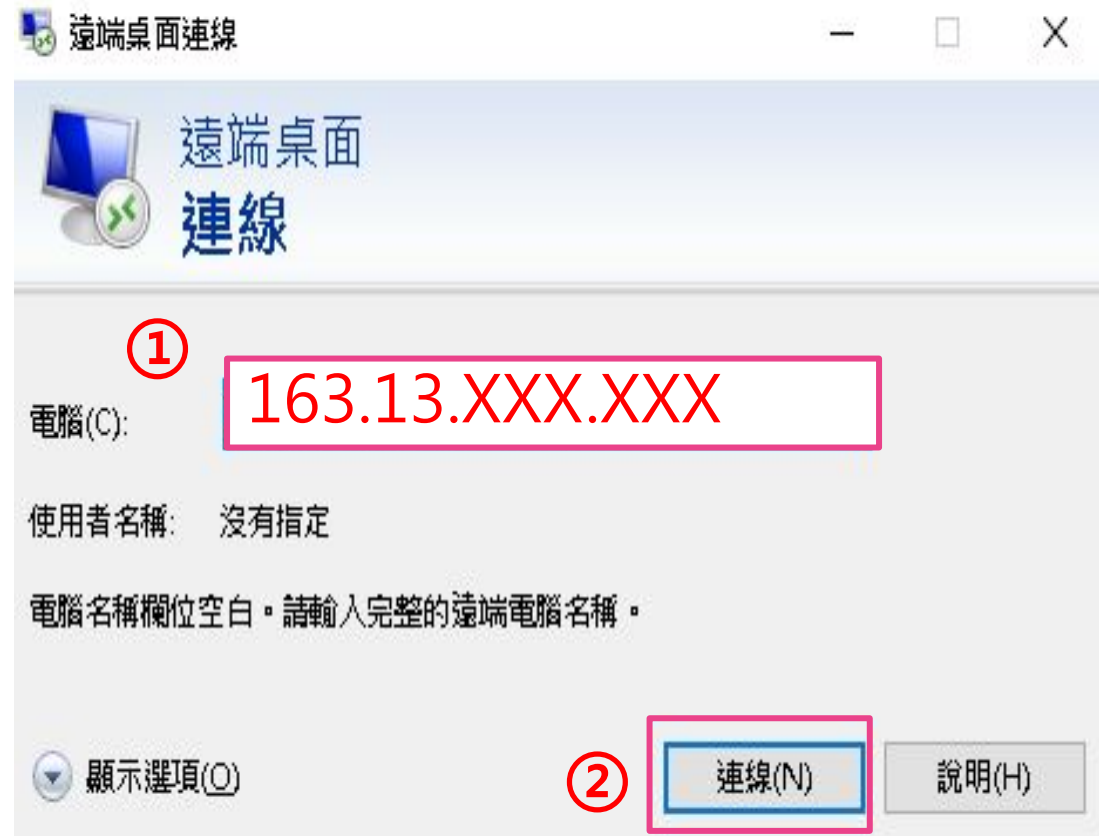 遠端桌面連線
遠端桌面
連線
①
電腦(C): 163.13.XXX.XXX
使用者名稱: 沒有指定
電腦名稱欄位空白。請輸入完整的遠端電腦名稱。
顯示選項(O) ② 連線(N) 說明(H)